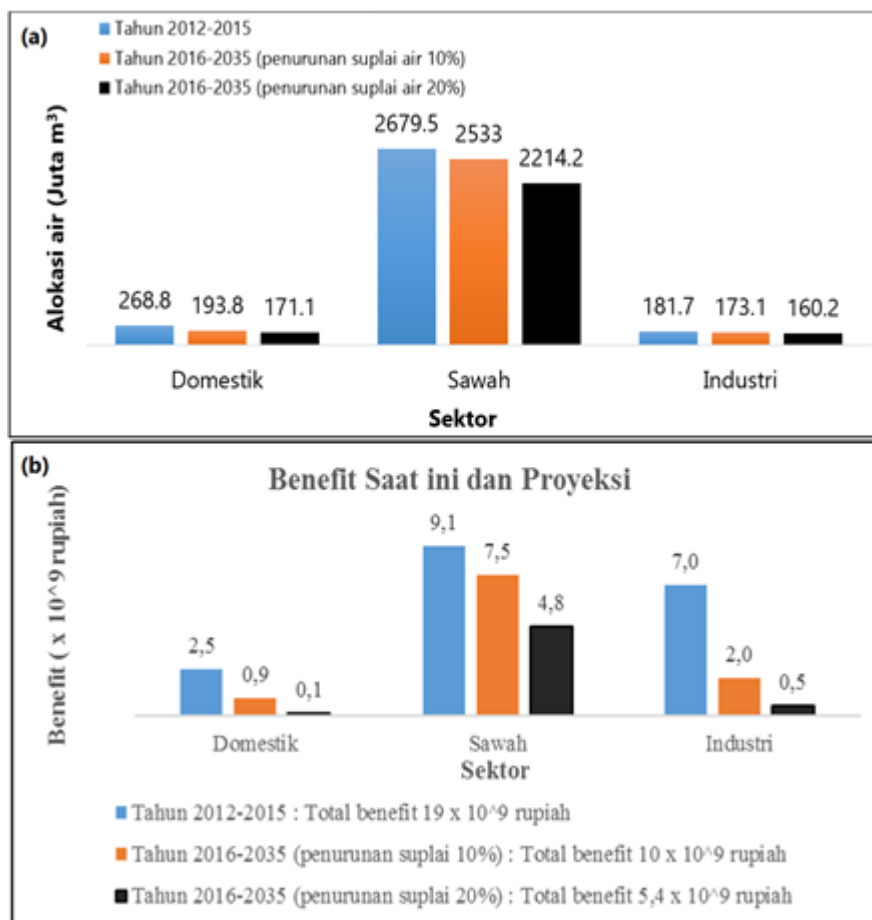 (a)
Tahun 2012-2015
Tahun 2016-2035 (penurunan suplai air 10%)
Tahun 2016-2035 (penurunan suplai air 20%)
Alokasi air (Juta m³)
268.8 193.8 171.1
2679.5 2533 2214.2
181.7 173.1 160.2
Domestik Sawah Industri
Sektor
(b)
Benefit Saat ini dan Proyeksi
Benefit ( x 10^9 rupiah)
2,5 0,9 0,1
9,1 7,5 4,8
7,0 2,0 0,5
Domestik Sawah Industri
Sektor
Tahun 2012-2015 : Total benefit 19 x 10^9 rupiah
Tahun 2016-2035 (penurunan suplai 10%) : Total benefit 10 x 10^9 rupiah
Tahun 2016-2035 (penurunan suplai 20%) : Total benefit 5,4 x 10^9 rupiah